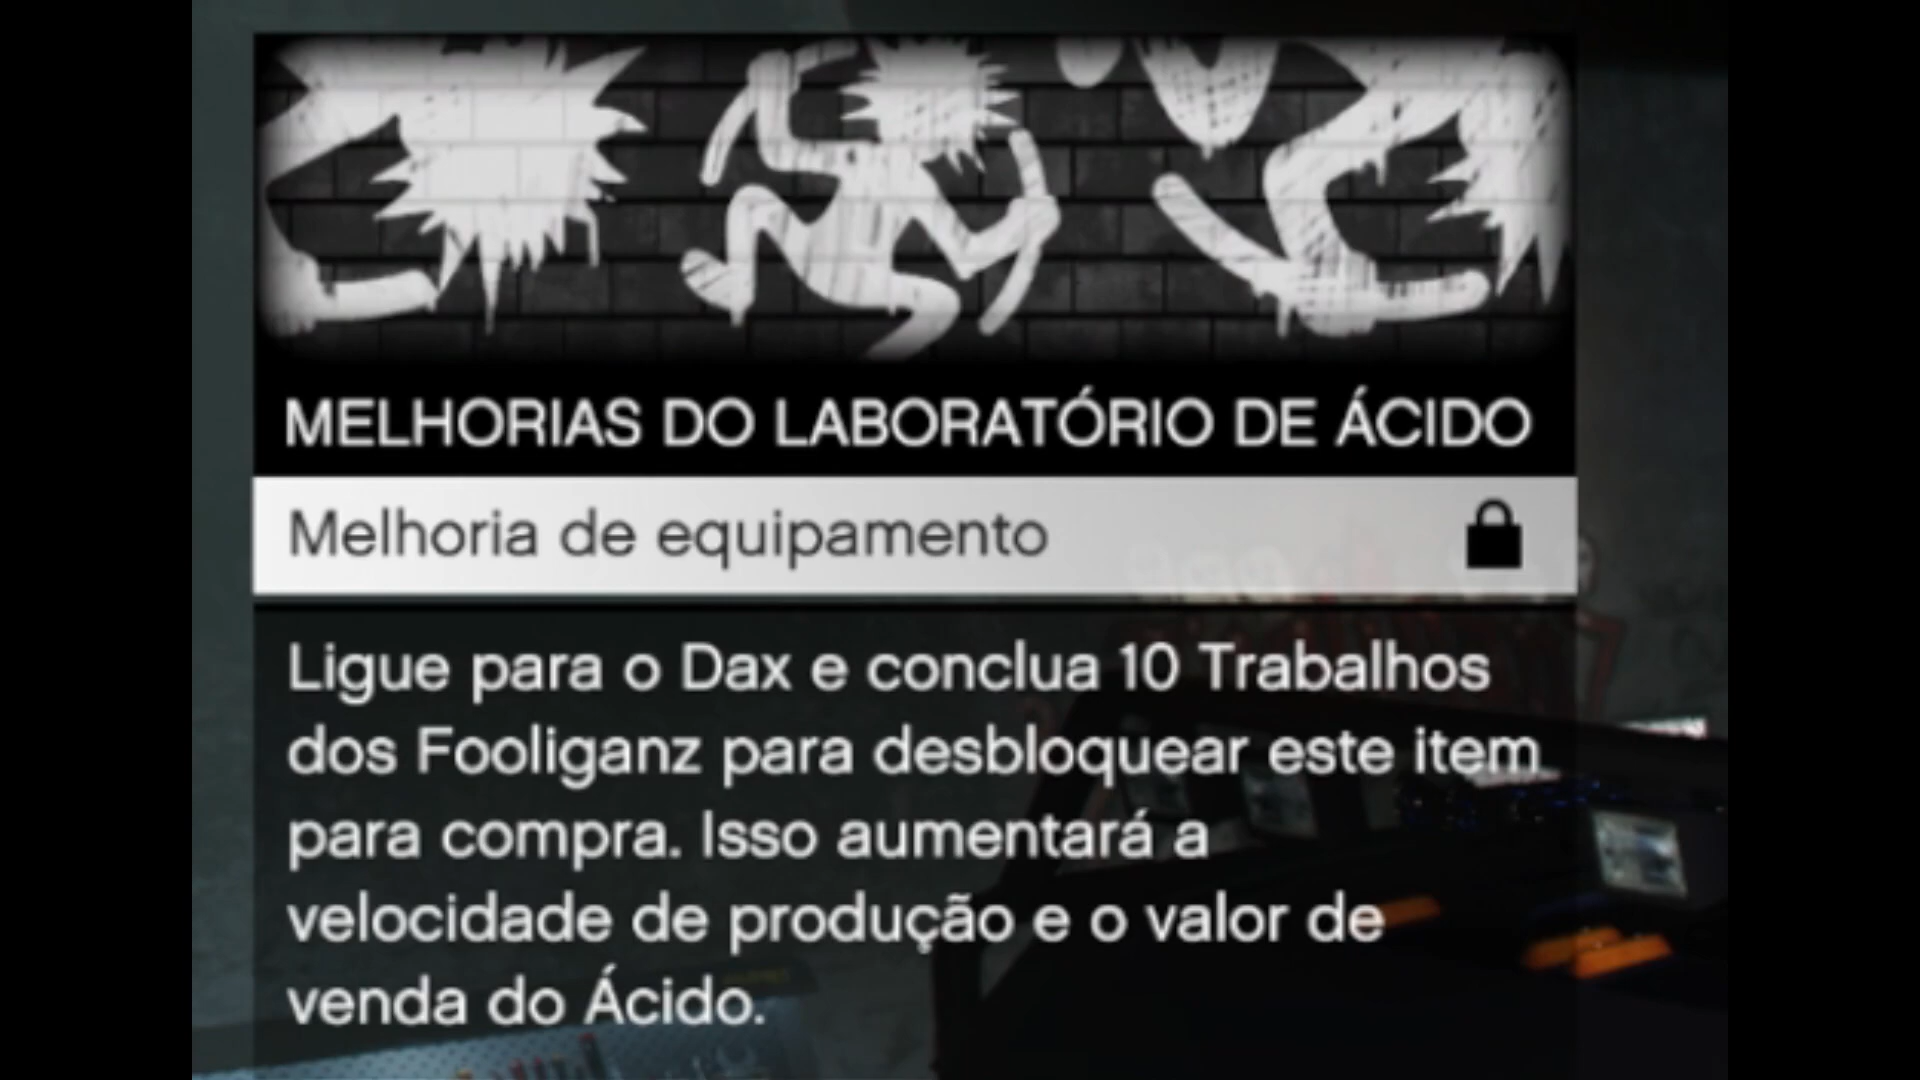 MELHORIAS DO LABORATÓRIO DE ÁCIDO
Melhoria de equipamento
Ligue para o Dax e conclua 10 Trabalhos
dos Fooliganz para desbloquear este item
para compra. Isso aumentará a
velocidade de produção e o valor de
venda do Ácido.